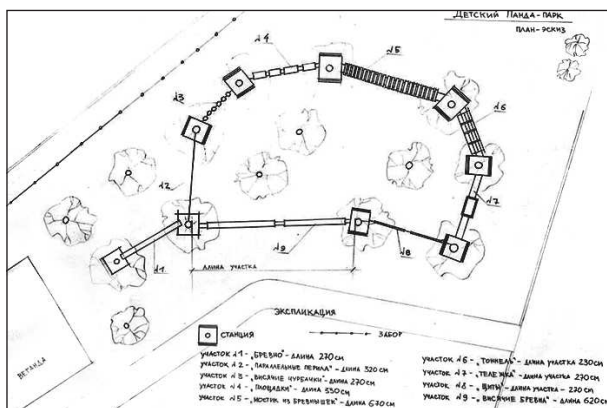 ДЕТСКИЙ ПАНДА-ПАРК
ПЛАН-ЭСКИЗ
№4
№5
№3
№6
№2
№7
№1
№9
№8
ДЛИНА УЧАСТКА
ВЕРАНДА
ЭКСПЛИКАЦИЯ
СТАНЦИЯ
ЗАБОР
УЧАСТОК №1 - „БРЕВНО" - ДЛИНА 270 СМ
УЧАСТОК №2 - „ПАРАЛЛЕЛЬНЫЕ ПЕРИЛА" - ДЛИНА 320 СМ
УЧАСТОК №3 - „ВИСЯЧИЕ ЧУРБАЧКИ" - ДЛИНА 270 СМ
УЧАСТОК №4 - „ПЛОЩАДКИ" - ДЛИНА 330 СМ
УЧАСТОК №5 - „МОСТИК ИЗ БРЕВНЫШЕК" - ДЛИНА 670 СМ
УЧАСТОК №6 - „ТОННЕЛЬ" - ДЛИНА УЧАСТКА 230 СМ
УЧАСТОК №7 - „ТЕЛЕЖКА" - ДЛИНА УЧАСТКА 270 СМ
УЧАСТОК №8 - „ЩИТЫ" - ДЛИНА УЧАСТКА - 220 СМ
УЧАСТОК №9 - „ВИСЯЧИЕ БРЕВНА" - ДЛИНА 620 СМ